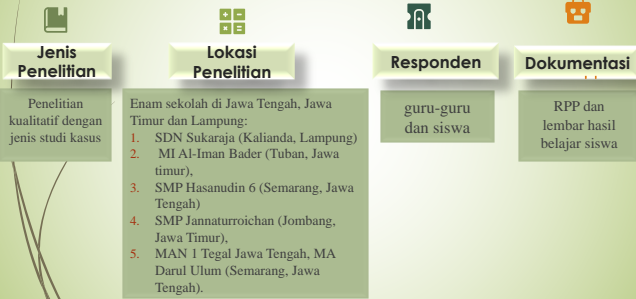 Jenis
Penelitian
Penelitian
kualitatif dengan
jenis studi kasus
Lokasi
Penelitian
Enam sekolah di Jawa Tengah, Jawa
Timur dan Lampung:
1. SDN Sukaraja (Kalianda, Lampung)
2. MI Al-Iman Bader (Tuban, Jawa
timur),
3. SMP Hasanudin 6 (Semarang, Jawa
Tengah)
4. SMP Jannaturroichan (Jombang,
Jawa Timur),
5. MAN 1 Tegal Jawa Tengah, MA
Darul Ulum (Semarang, Jawa
Tengah).
Responden
guru-guru
dan siswa
Dokumentasi
RPP dan
lembar hasil
belajar siswa